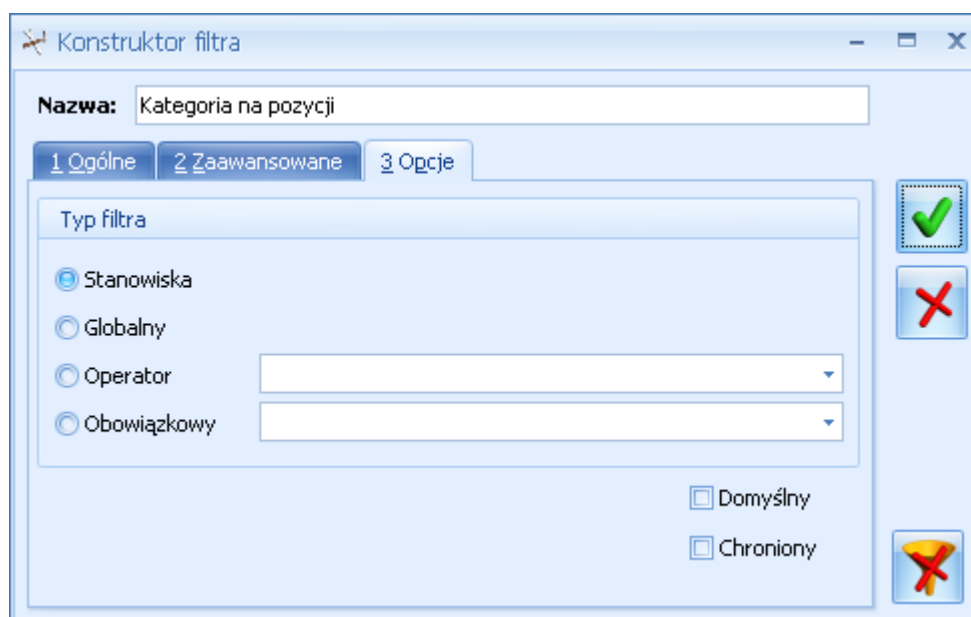 Konstruktor filtra
Nazwa: Kategoria na pozycji
1 Ogólne 2 Zaawansowane 3 Opcje
Typ filtra
Stanowiska
Globalny
Operator
Obowiązkowy
Domyślny
Chroniony